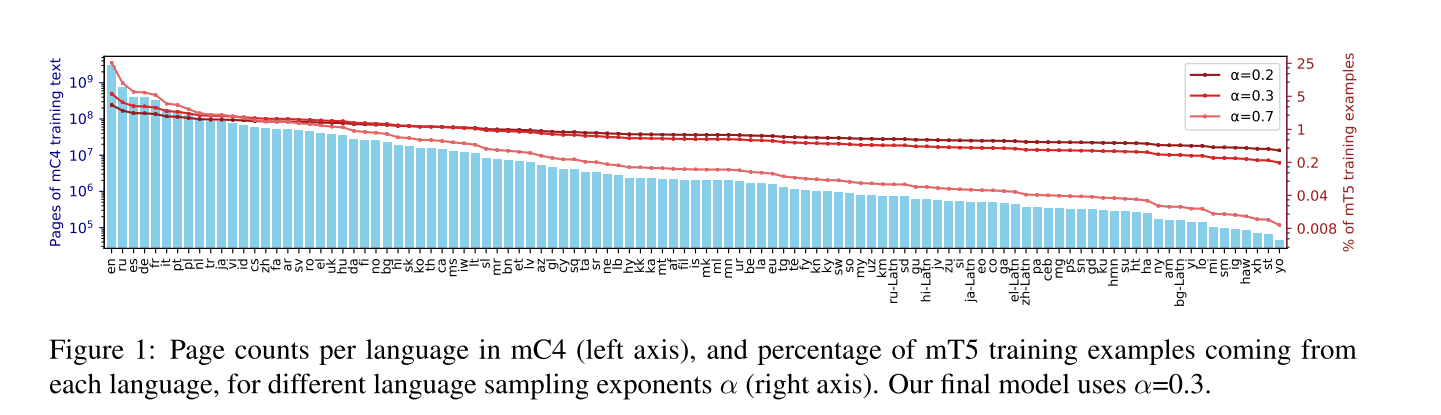 Pages of mC4 training text
10⁹
10⁸
10⁷
10⁶
10⁵
α=0.2
α=0.3
α=0.7
25
5
1
0.2
0.04
0.008
% of mT5 training examples
en ru es de fr it pt pl nl tr ja vi id cs zh fa ar sv ro el uk hu da fi no bg hi sk ko th ca ms iw lt sl mr bn et lv az gl cy sq ta sr ne lb hy kk ka mt af fil is mk ml mn ur be la eu tg te fy kn ky sw so my uz km ru-Latn sd gu hi-Latn jv zu si ja-Latn eo co ga el-Latn zh-Latn pa ceb mg ps sn gd ku hmn su ht ha ny am bg-Latn yi lo mi sm ig haw xh st yo
Figure 1: Page counts per language in mC4 (left axis), and percentage of mT5 training examples coming from
each language, for different language sampling exponents α (right axis). Our final model uses α=0.3.